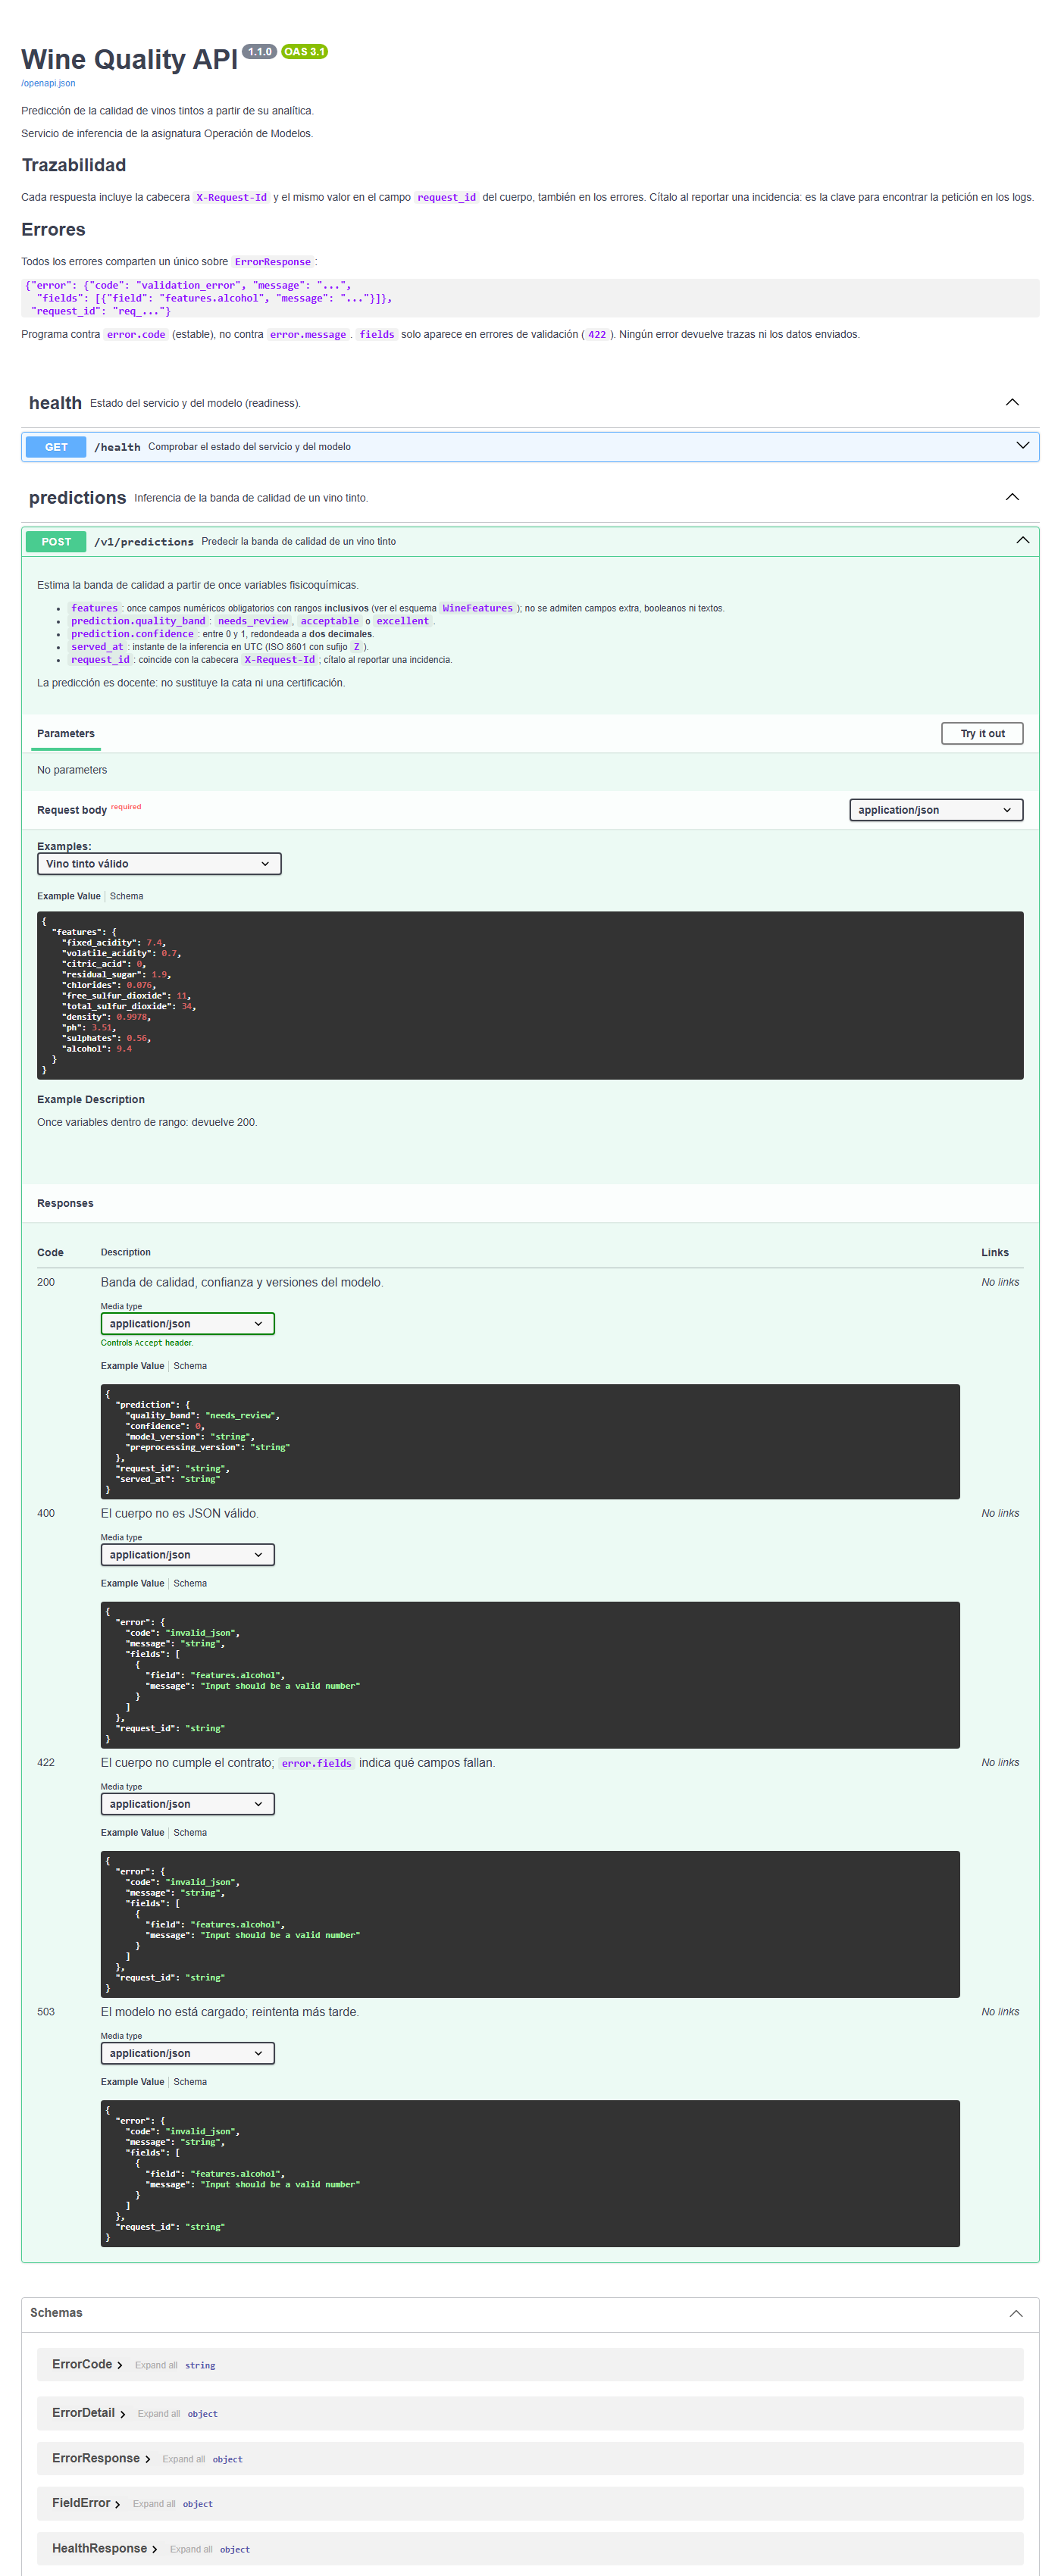 Wine Quality API 1.1.0 OAS 3.1
/openapi.json
Predicción de la calidad de vinos tintos a partir de su analítica.
Servicio de inferencia de la asignatura Operación de Modelos.
Trazabilidad
Cada respuesta incluye la cabecera X-Request-Id y el mismo valor en el campo request_id del cuerpo, también en los errores. Cítalo al reportar una incidencia: es la clave para encontrar la petición en los logs.
Errores
Todos los errores comparten un único sobre ErrorResponse:
{"error": {"code": "validation_error", "message": "...",
"fields": [{"field": "features.alcohol", "message": "..."}]},
"request_id": "req_..."}
Programa contra error.code (estable), no contra error.message. fields solo aparece en errores de validación (422). Ningún error devuelve trazas ni los datos enviados.
health Estado del servicio y del modelo (readiness).
GET /health Comprobar el estado del servicio y del modelo
predictions Inferencia de la banda de calidad de un vino tinto.
POST /v1/predictions Predecir la banda de calidad de un vino tinto
Estima la banda de calidad a partir de once variables fisicoquímicas.
• features: once campos numéricos obligatorios con rangos inclusivos (ver el esquema WineFeatures); no se admiten campos extra, booleanos ni textos.
• prediction.quality_band: needs_review, acceptable o excellent.
• prediction.confidence: entre 0 y 1, redondeada a dos decimales.
• served_at: instante de la inferencia en UTC (ISO 8601 con sufijo Z).
• request_id: coincide con la cabecera X-Request-Id; cítalo al reportar una incidencia.
La predicción es docente: no sustituye la cata ni una certificación.
Parameters Try it out
No parameters
Request body required application/json
Examples:
Vino tinto válido
Example Value Schema
{
"features": {
"fixed_acidity": 7.4,
"volatile_acidity": 0.7,
"citric_acid": 0,
"residual_sugar": 1.9,
"chlorides": 0.076,
"free_sulfur_dioxide": 11,
"total_sulfur_dioxide": 34,
"density": 0.9978,
"ph": 3.51,
"sulphates": 0.56,
"alcohol": 9.4
}
}
Example Description
Once variables dentro de rango: devuelve 200.
Responses
Code Description Links
200 Banda de calidad, confianza y versiones del modelo. No links
Media type
application/json
Controls Accept header.
Example Value Schema
{
"prediction": {
"quality_band": "needs_review",
"confidence": 0,
"model_version": "string",
"preprocessing_version": "string"
},
"request_id": "string",
"served_at": "string"
}
400 El cuerpo no es JSON válido. No links
Media type
application/json
Example Value Schema
{
"error": {
"code": "invalid_json",
"message": "string",
"fields": [
{
"field": "features.alcohol",
"message": "Input should be a valid number"
}
]
},
"request_id": "string"
}
422 El cuerpo no cumple el contrato; error.fields indica qué campos fallan. No links
Media type
application/json
Example Value Schema
{
"error": {
"code": "invalid_json",
"message": "string",
"fields": [
{
"field": "features.alcohol",
"message": "Input should be a valid number"
}
]
},
"request_id": "string"
}
503 El modelo no está cargado; reintenta más tarde. No links
Media type
application/json
Example Value Schema
{
"error": {
"code": "invalid_json",
"message": "string",
"fields": [
{
"field": "features.alcohol",
"message": "Input should be a valid number"
}
]
},
"request_id": "string"
}
Schemas
ErrorCode Expand all string
ErrorDetail Expand all object
ErrorResponse Expand all object
FieldError Expand all object
HealthResponse Expand all object